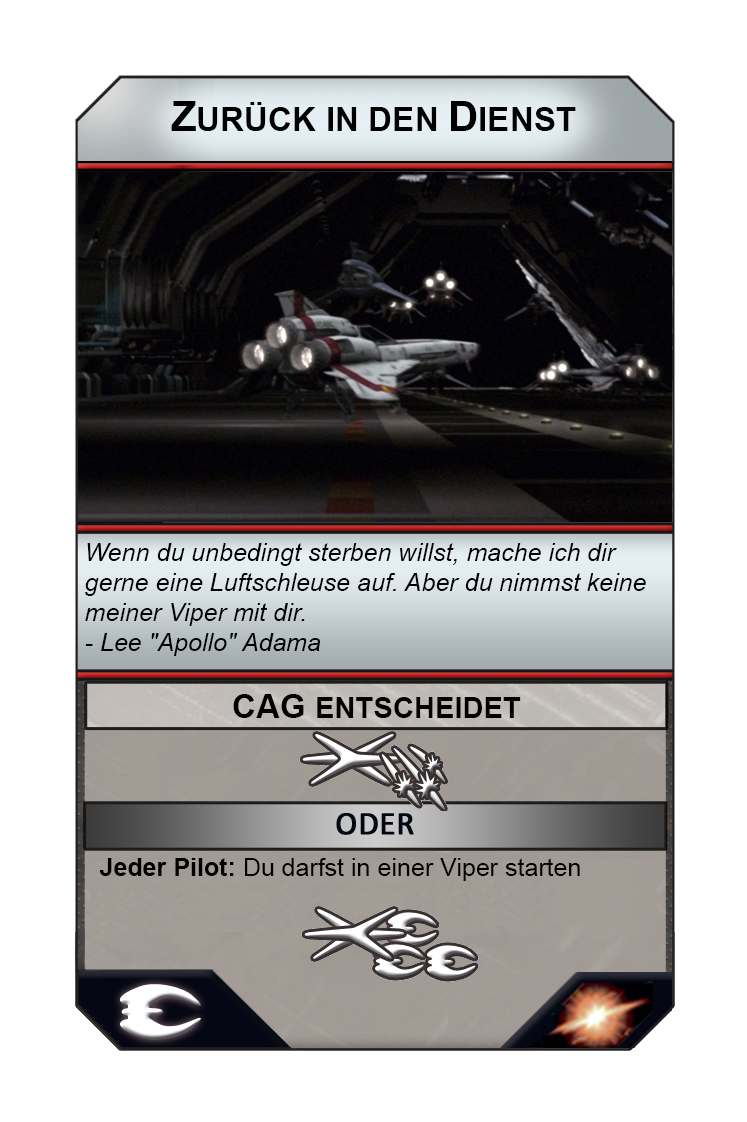 ZURÜCK IN DEN DIENST
Wenn du unbedingt sterben willst, mache ich dir
gerne eine Luftschleuse auf. Aber du nimmst keine
meiner Viper mit dir.
- Lee "Apollo" Adama
CAG ENTSCHEIDET
ODER
Jeder Pilot: Du darfst in einer Viper starten